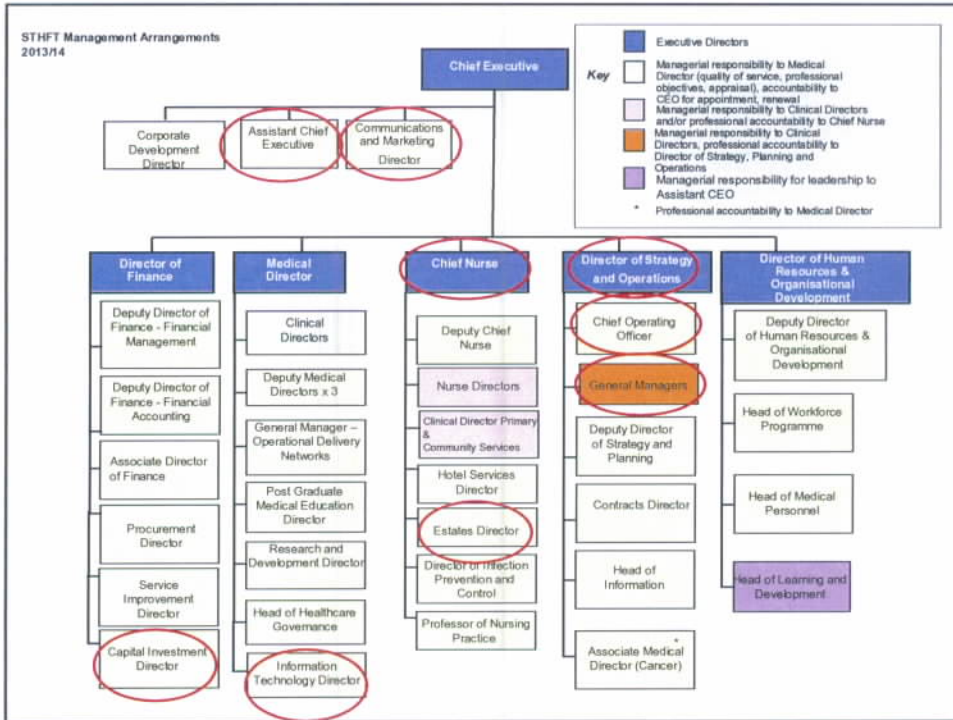 STHFT Management Arrangements
2013/14
Chief Executive
Key
Executive Directors
Managerial responsibility to Medical
Director (quality of service, professional
objectives, appraisal), accountability to
CEO for appointment, renewal
Managerial responsibility to Clinical Directors
and/or professional accountability to Chief Nurse
Managerial responsibility to Clinical
Directors, professional accountability to
Director of Strategy, Planning and
Operations
Managerial responsibility for leadership to
Assistant CEO
* Professional accountability to Medical Director
Corporate
Development
Director
Assistant Chief
Executive
Communications
and Marketing
Director
Director of
Finance
Deputy Director of
Finance - Financial
Management
Deputy Director of
Finance - Financial
Accounting
Associate Director
of Finance
Procurement
Director
Service
Improvement
Director
Capital Investment
Director
Medical
Director
Clinical
Directors
Deputy Medical
Directors x 3
General Manager –
Operational Delivery
Networks
Post Graduate
Medical Education
Director
Research and
Development Director
Head of Healthcare
Governance
Information
Technology Director
Chief Nurse
Deputy Chief
Nurse
Nurse Directors
Clinical Director Primary
&
Community Services
Hotel Services
Director
Estates Director
Director of Infection
Prevention and
Control
Professor of Nursing
Practice
Director of Strategy
and Operations
Chief Operating
Officer
General Managers
Deputy Director
of Strategy and
Planning
Contracts Director
Head of
Information
*
Associate Medical
Director (Cancer)
Director of Human
Resources &
Organisational
Development
Deputy Director
of Human Resources &
Organisational
Development
Head of Workforce
Programme
Head of Medical
Personnel
Head of Learning and
Development